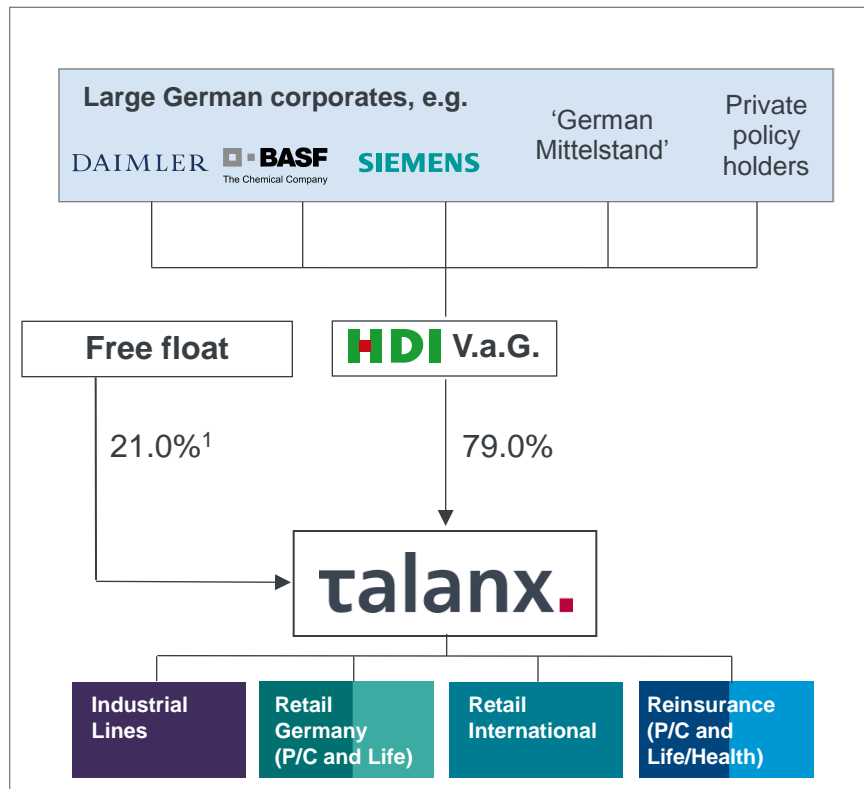 Large German corporates, e.g.
DAIMLER
BASF
The Chemical Company
SIEMENS
‘German
Mittelstand’
Private
policy
holders
Free float
HDI V.a.G.
21.0%¹
79.0%
τalanx.
Industrial
Lines
Retail
Germany
(P/C and Life)
Retail
International
Reinsurance
(P/C and
Life/Health)